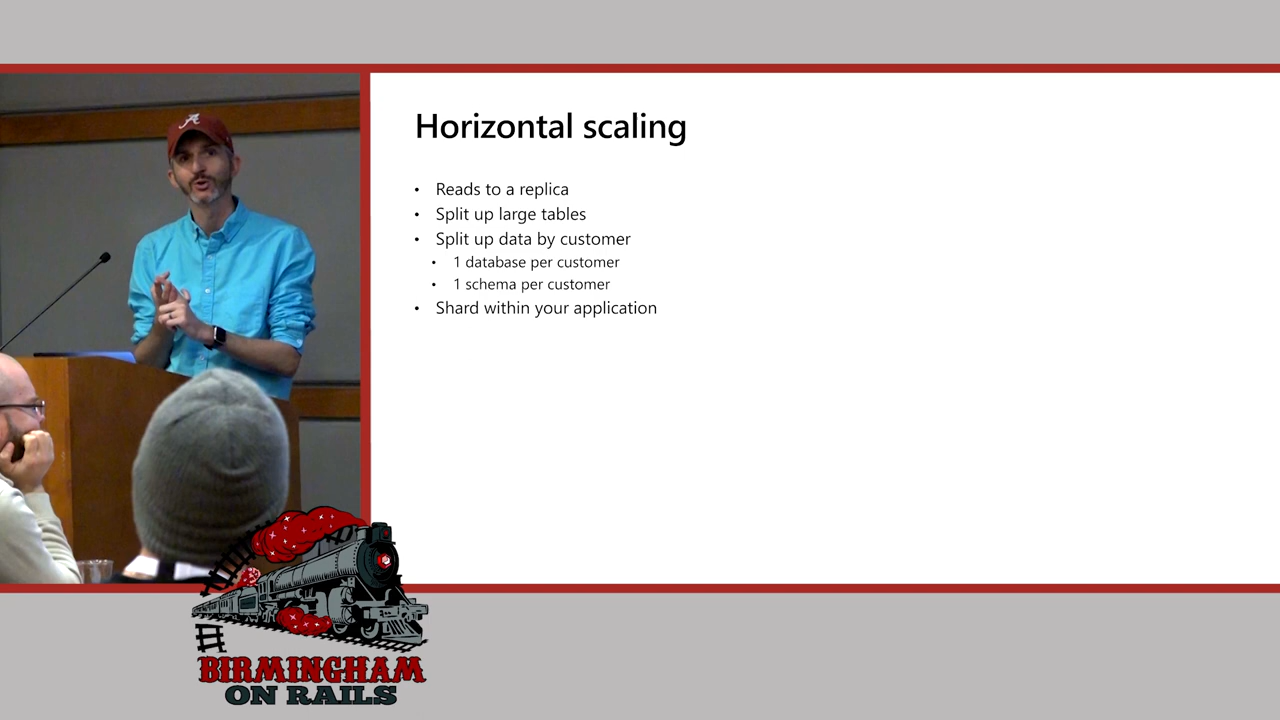 Horizontal scaling
• Reads to a replica
• Split up large tables
• Split up data by customer
• 1 database per customer
• 1 schema per customer
• Shard within your application
A
BIRMINGHAM
ON RAILS